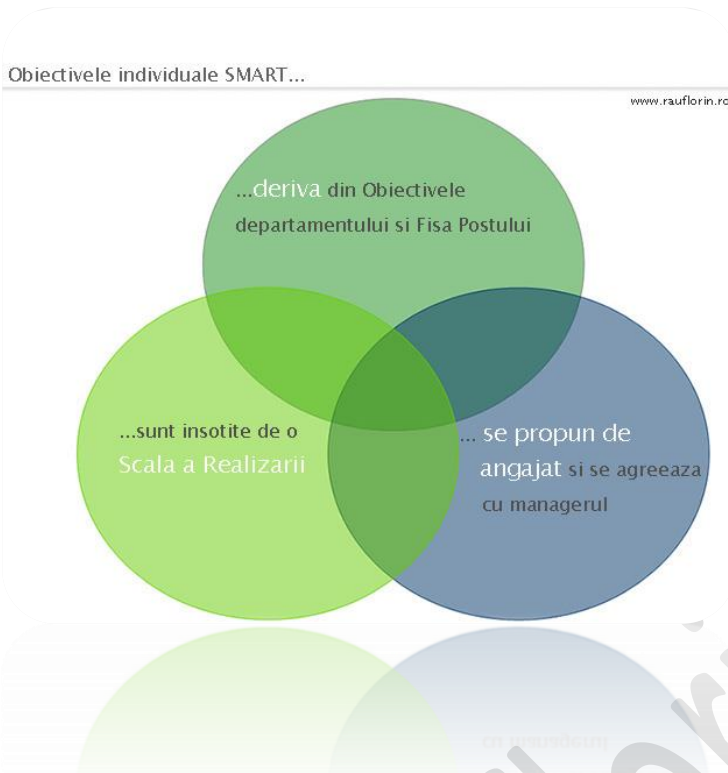 Obiectivele individuale SMART...
www.rauflorin.ro
...deriva din Obiectivele
departamentului si Fisa Postului
...sunt insotite de o
Scala a Realizarii
... se propun de
angajat si se agreeaza
cu managerul